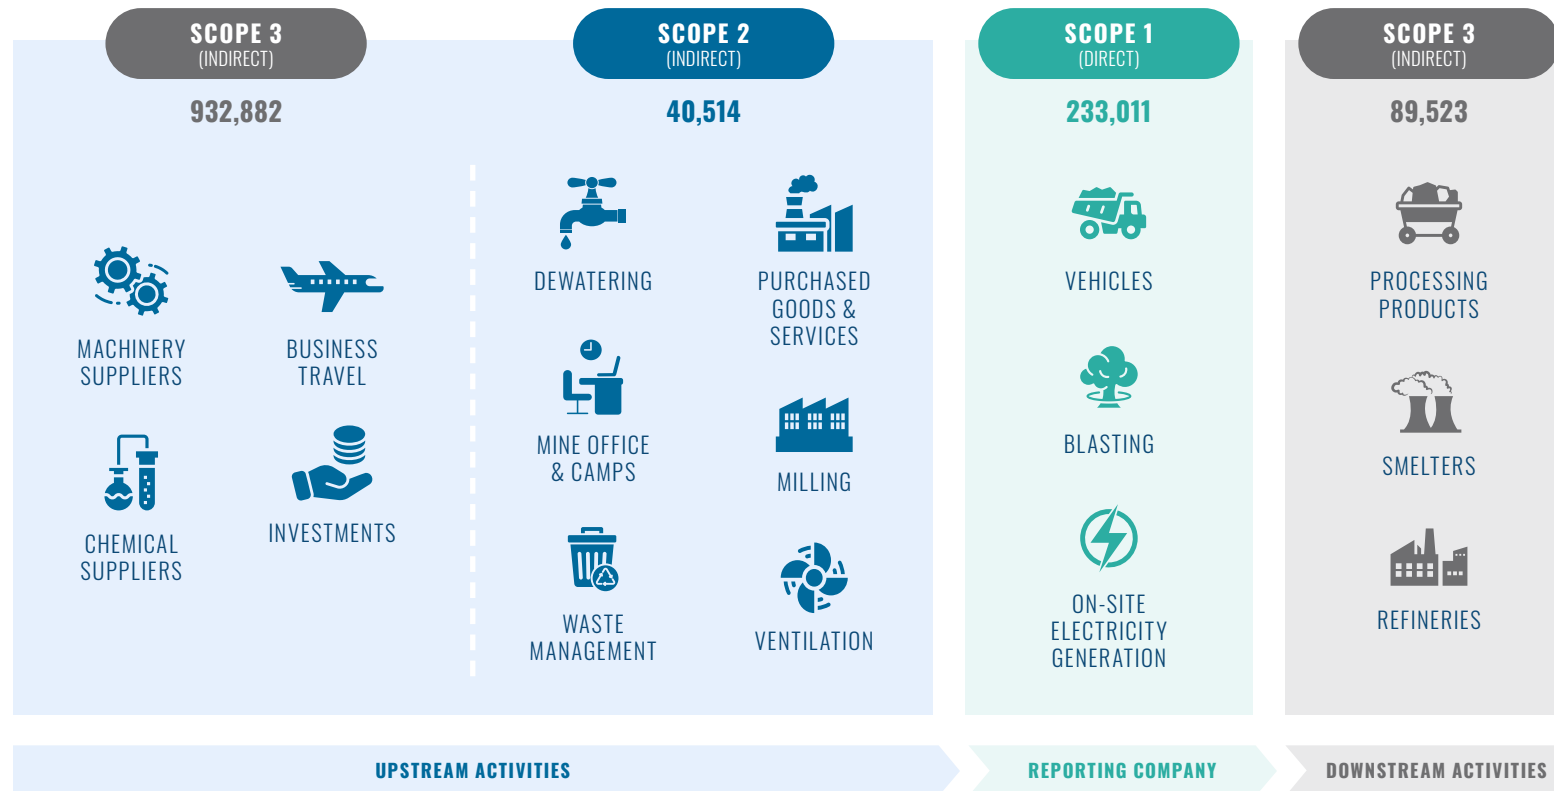 SCOPE 3
(INDIRECT)
932,882
MACHINERY
SUPPLIERS
BUSINESS
TRAVEL
CHEMICAL
SUPPLIERS
INVESTMENTS
SCOPE 2
(INDIRECT)
40,514
DEWATERING
PURCHASED
GOODS &
SERVICES
MINE OFFICE
& CAMPS
MILLING
WASTE
MANAGEMENT
VENTILATION
SCOPE 1
(DIRECT)
233,011
VEHICLES
BLASTING
ON-SITE
ELECTRICITY
GENERATION
SCOPE 3
(INDIRECT)
89,523
PROCESSING
PRODUCTS
SMELTERS
REFINERIES
UPSTREAM ACTIVITIES
REPORTING COMPANY
DOWNSTREAM ACTIVITIES